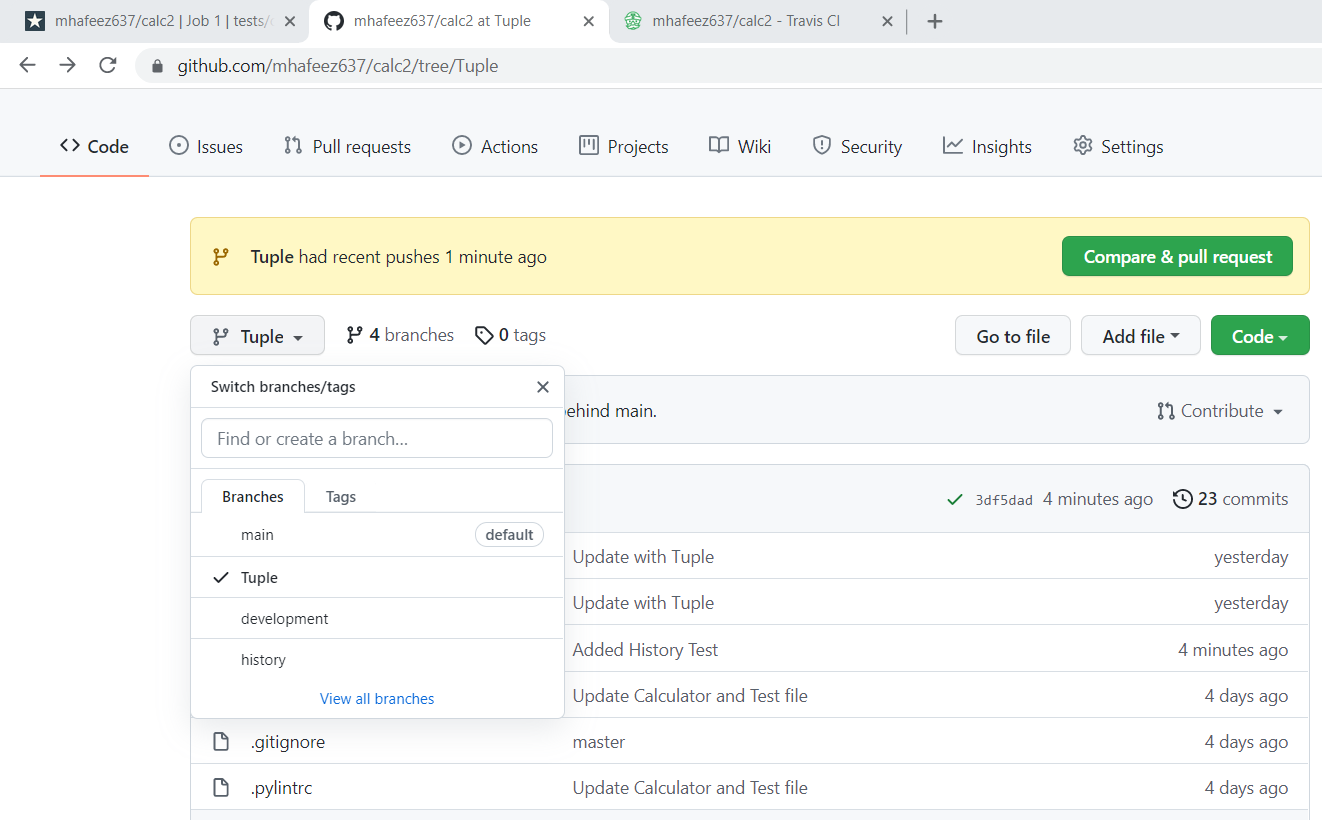 mhafeez637/calc2 | Job 1 | tests/
mhafeez637/calc2 at Tuple
mhafeez637/calc2 - Travis CI
github.com/mhafeez637/calc2/tree/Tuple
Code
Issues
Pull requests
Actions
Projects
Wiki
Security
Insights
Settings
Tuple had recent pushes 1 minute ago
Compare & pull request
Tuple
4 branches
0 tags
Go to file
Add file
Code
Switch branches/tags
Find or create a branch...
Branches
Tags
main
default
Tuple
development
history
View all branches
behind main.
Contribute
3df5dad 4 minutes ago
23 commits
Update with Tuple
yesterday
Update with Tuple
yesterday
Added History Test
4 minutes ago
Update Calculator and Test file
4 days ago
.gitignore
master
4 days ago
.pylintrc
Update Calculator and Test file
4 days ago